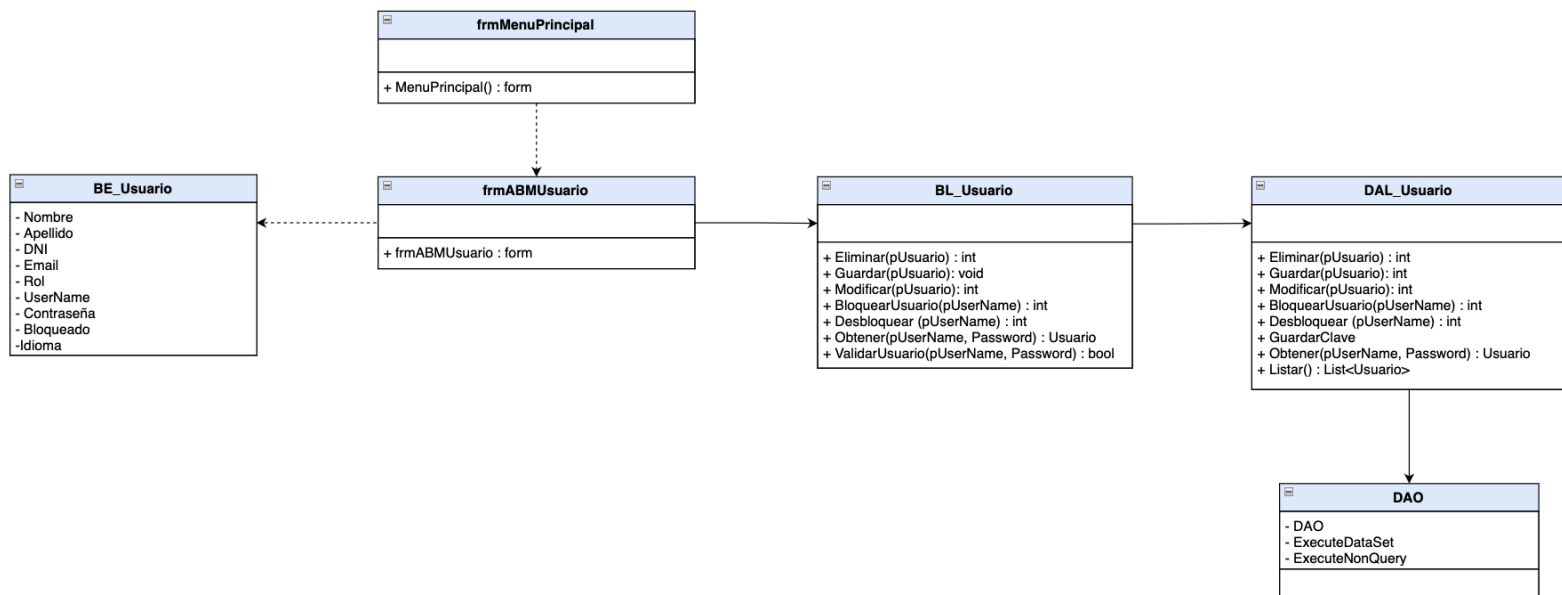 frmMenuPrincipal
+ MenuPrincipal() : form
BE_Usuario
- Nombre
- Apellido
- DNI
- Email
- Rol
- UserName
- Contraseña
- Bloqueado
-Idioma
frmABMUsuario
+ frmABMUsuario : form
BL_Usuario
+ Eliminar(pUsuario) : int
+ Guardar(pUsuario): void
+ Modificar(pUsuario): int
+ BloquearUsuario(pUserName) : int
+ Desbloquear (pUserName) : int
+ Obtener(pUserName, Password) : Usuario
+ ValidarUsuario(pUserName, Password) : bool
DAL_Usuario
+ Eliminar(pUsuario) : int
+ Guardar(pUsuario): int
+ Modificar(pUsuario): int
+ BloquearUsuario(pUserName) : int
+ Desbloquear (pUserName) : int
+ GuardarClave
+ Obtener(pUserName, Password) : Usuario
+ Listar() : List<Usuario>
DAO
- DAO
- ExecuteDataSet
- ExecuteNonQuery